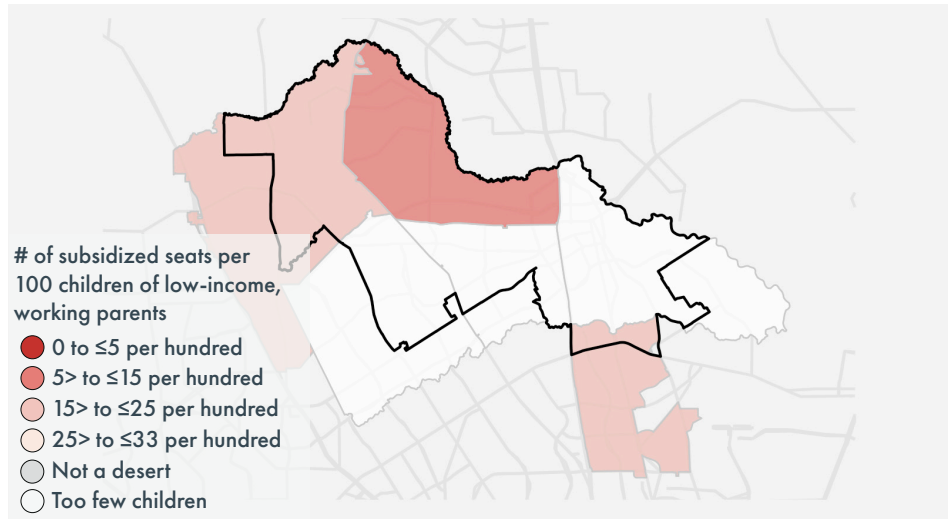 # of subsidized seats per
100 children of low-income,
working parents
0 to ≤5 per hundred
5> to ≤15 per hundred
15> to ≤25 per hundred
25> to ≤33 per hundred
Not a desert
Too few children